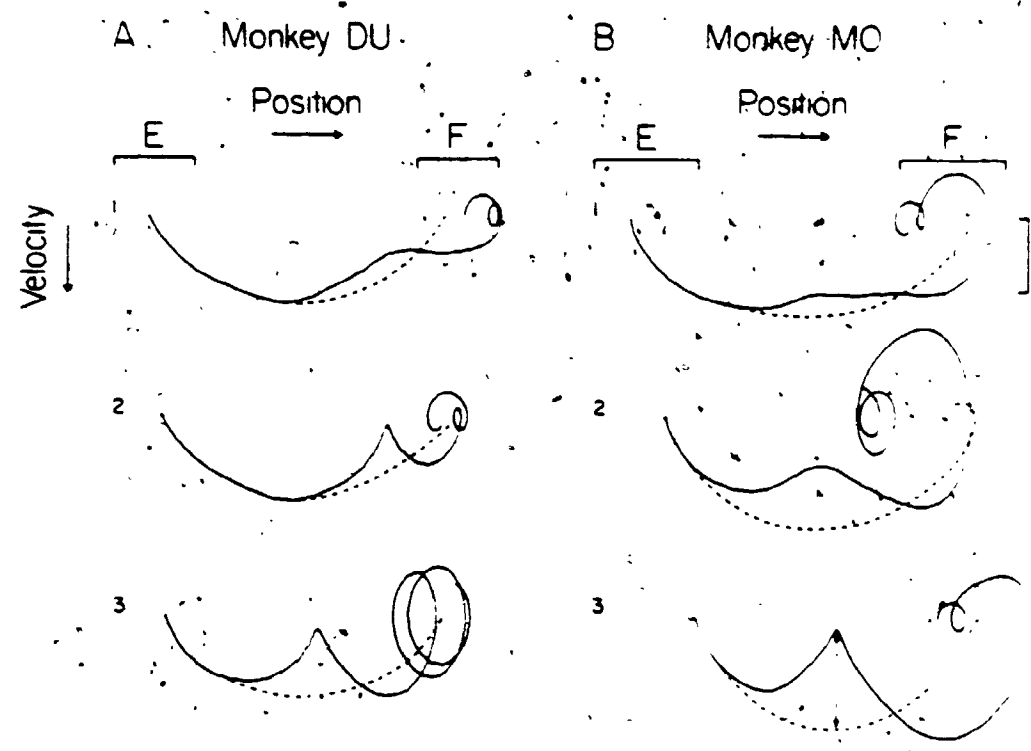 A. Monkey DU.
Position
E F
Velocity
1
2
3
B Monkey MO
Position
E F
1
2
3